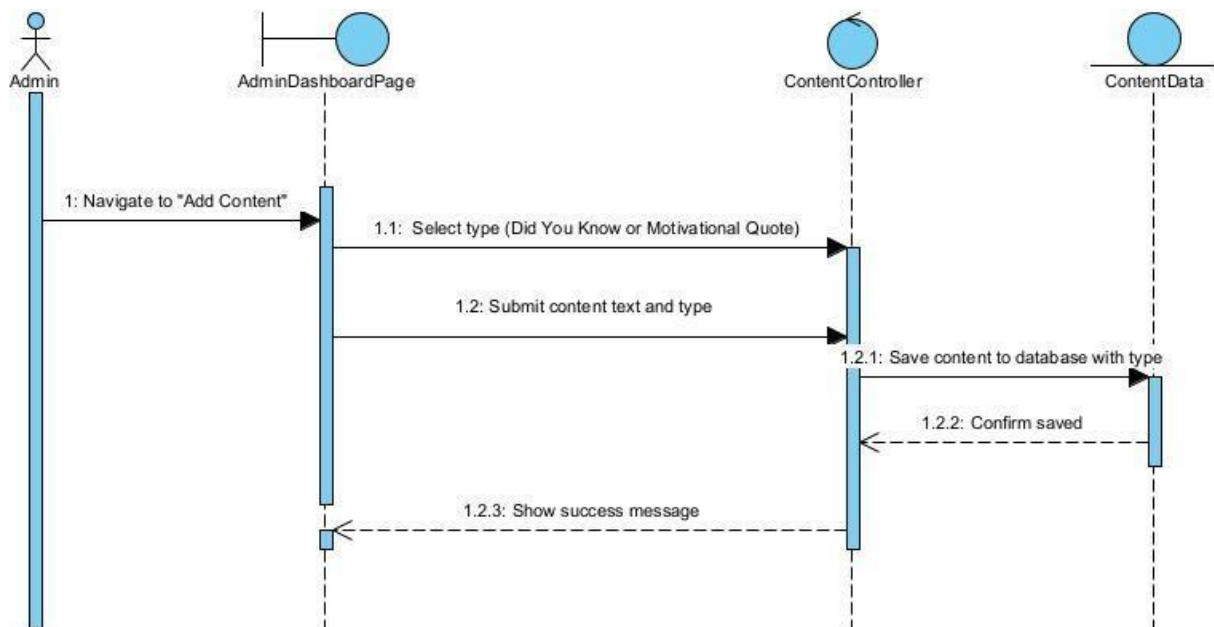 Admin
AdminDashboardPage
ContentController
ContentData
1: Navigate to "Add Content"
1.1: Select type (Did You Know or Motivational Quote)
1.2: Submit content text and type
1.2.1: Save content to database with type
1.2.2: Confirm saved
1.2.3: Show success message